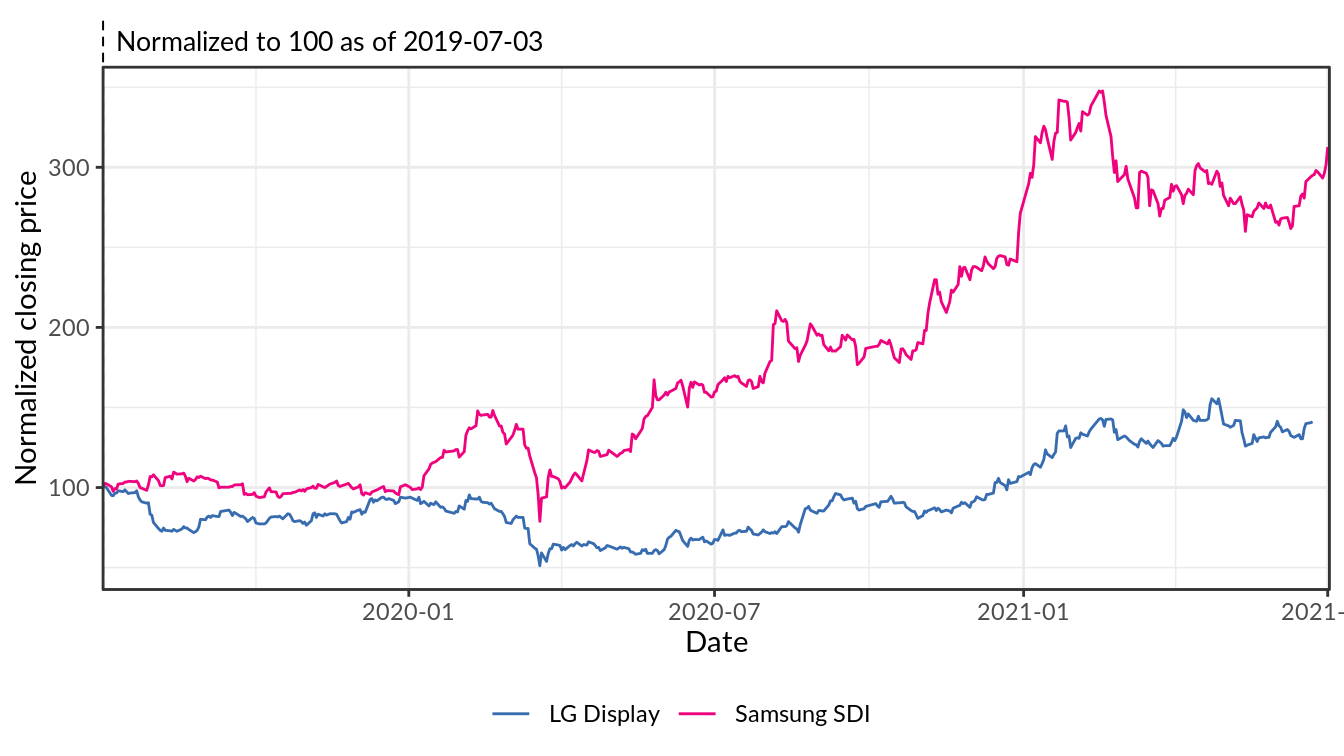 Normalized to 100 as of 2019-07-03
Normalized closing price
300
200
100
2020-01
2020-07
2021-01
2021-
Date
LG Display
Samsung SDI